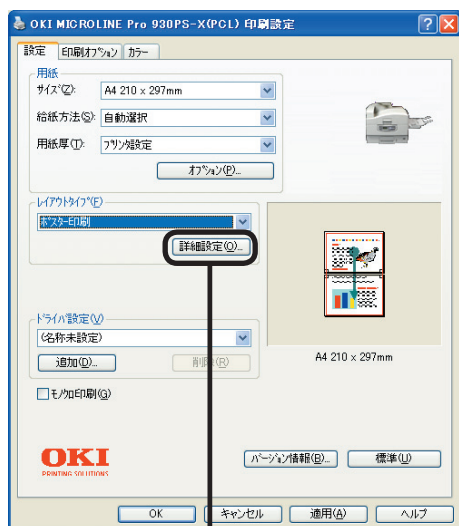 OKI MICROLINE Pro 930PS-X(PCL) 印刷設定
設定 印刷オプション カラー
用紙
サイズ(Z): A4 210 x 297mm
給紙方法(S): 自動選択
用紙厚(T): プリンタ設定
オプション(P)...
レイアウトタイプ(E)
ポスター印刷
詳細設定(O)...
ドライバ設定(V)
(名称未設定)
追加(D)... 削除(R)
A4 210 x 297mm
モノクロ印刷(G)
OKI
PRINTING SOLUTIONS
バージョン情報(B)... 標準(U)
OK キャンセル 適用(A) ヘルプ